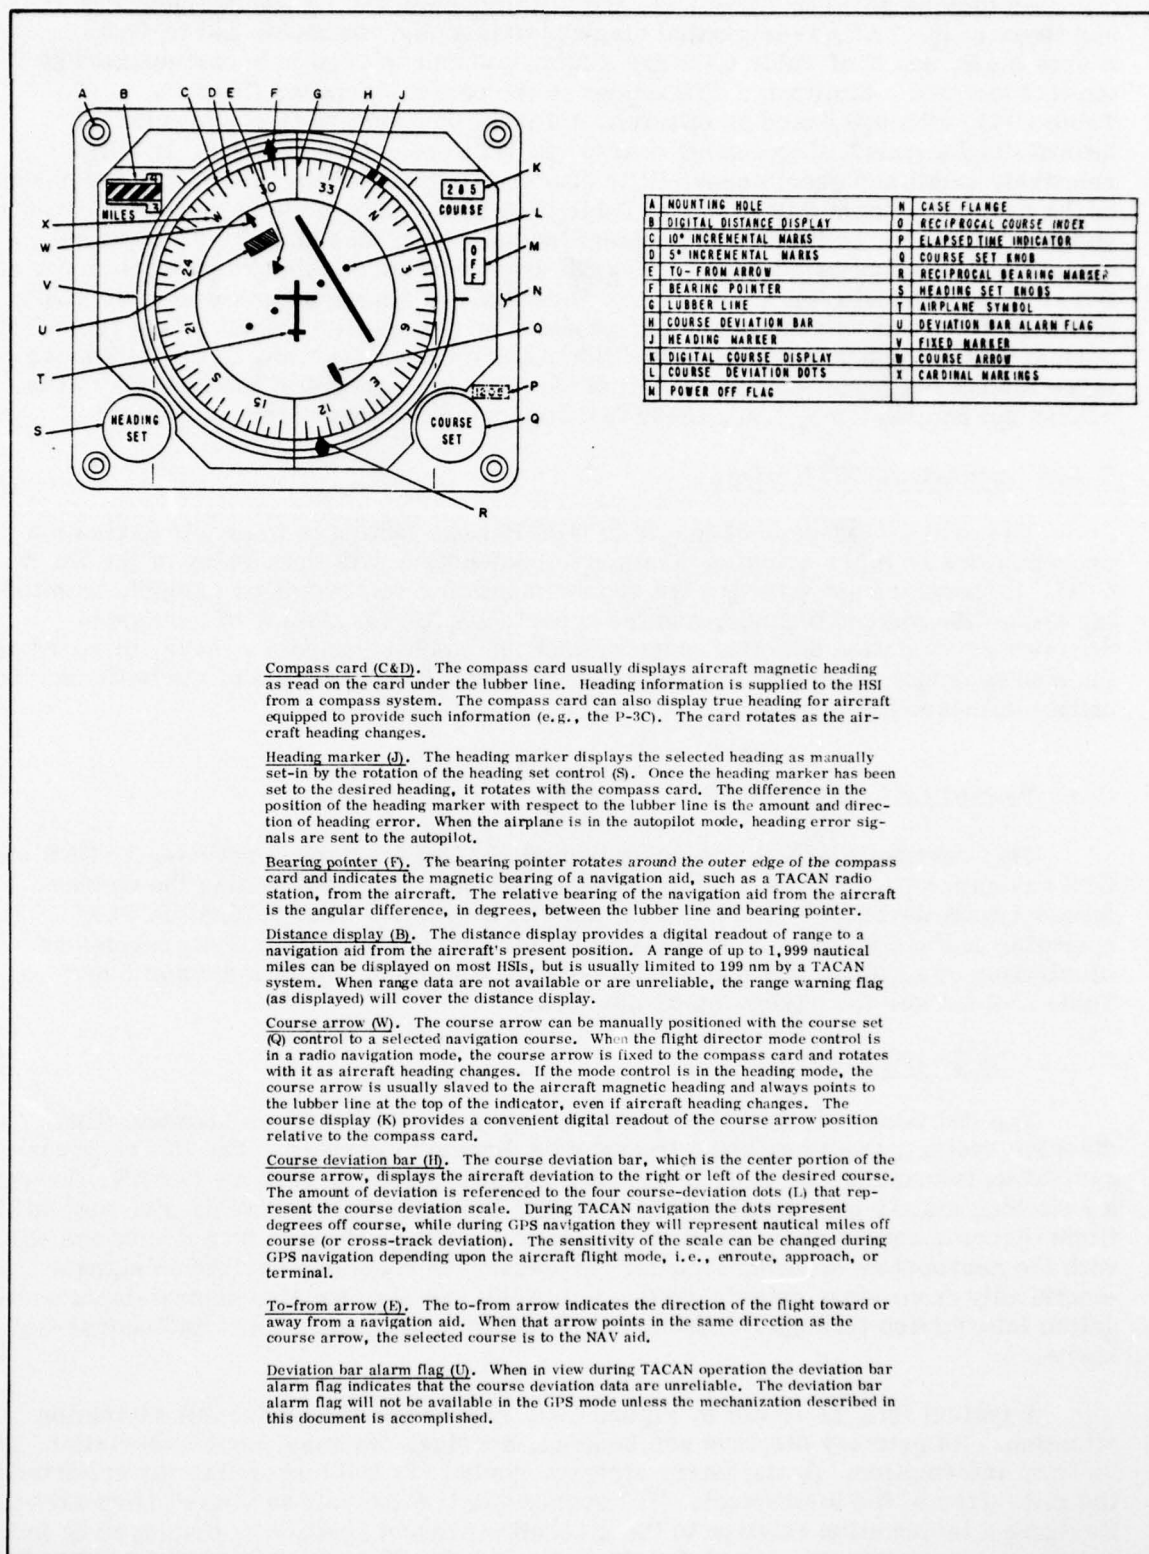 A B C D E F G H J
K
L
M
N
O
P
Q
R
S
T
U
V
W
X
MILES
285
COURSE
OFF
30
33
N
3
6
E
12
15
S
21
24
W
HEADING
SET
COURSE
SET
A MOUNTING HOLE N CASE FLANGE
B DIGITAL DISTANCE DISPLAY O RECIPROCAL COURSE INDEX
C 10° INCREMENTAL MARKS P ELAPSED TIME INDICATOR
D 5° INCREMENTAL MARKS Q COURSE SET KNOB
E TO-FROM ARROW R RECIPROCAL BEARING MARKER
F BEARING POINTER S HEADING SET KNOBS
G LUBBER LINE T AIRPLANE SYMBOL
H COURSE DEVIATION BAR U DEVIATION BAR ALARM FLAG
J HEADING MARKER V FIXED MARKER
K DIGITAL COURSE DISPLAY W COURSE ARROW
L COURSE DEVIATION DOTS X CARDINAL MARKINGS
M POWER OFF FLAG
Compass card (C&D). The compass card usually displays aircraft magnetic heading
as read on the card under the lubber line. Heading information is supplied to the HSI
from a compass system. The compass card can also display true heading for aircraft
equipped to provide such information (e.g., the P-3C). The card rotates as the air-
craft heading changes.
Heading marker (J). The heading marker displays the selected heading as manually
set-in by the rotation of the heading set control (S). Once the heading marker has been
set to the desired heading, it rotates with the compass card. The difference in the
position of the heading marker with respect to the lubber line is the amount and direc-
tion of heading error. When the airplane is in the autopilot mode, heading error sig-
nals are sent to the autopilot.
Bearing pointer (F). The bearing pointer rotates around the outer edge of the compass
card and indicates the magnetic bearing of a navigation aid, such as a TACAN radio
station, from the aircraft. The relative bearing of the navigation aid from the aircraft
is the angular difference, in degrees, between the lubber line and bearing pointer.
Distance display (B). The distance display provides a digital readout of range to a
navigation aid from the aircraft's present position. A range of up to 1,999 nautical
miles can be displayed on most HSIs, but is usually limited to 199 nm by a TACAN
system. When range data are not available or are unreliable, the range warning flag
(as displayed) will cover the distance display.
Course arrow (W). The course arrow can be manually positioned with the course set
(Q) control to a selected navigation course. When the flight director mode control is
in a radio navigation mode, the course arrow is fixed to the compass card and rotates
with it as aircraft heading changes. If the mode control is in the heading mode, the
course arrow is usually slaved to the aircraft magnetic heading and always points to
the lubber line at the top of the indicator, even if aircraft heading changes. The
course display (K) provides a convenient digital readout of the course arrow position
relative to the compass card.
Course deviation bar (H). The course deviation bar, which is the center portion of the
course arrow, displays the aircraft deviation to the right or left of the desired course.
The amount of deviation is referenced to the four course-deviation dots (L) that rep-
resent the course deviation scale. During TACAN navigation the dots represent
degrees off course, while during GPS navigation they will represent nautical miles off
course (or cross-track deviation). The sensitivity of the scale can be changed during
GPS navigation depending upon the aircraft flight mode, i.e., enroute, approach, or
terminal.
To-from arrow (E). The to-from arrow indicates the direction of the flight toward or
away from a navigation aid. When that arrow points in the same direction as the
course arrow, the selected course is to the NAV aid.
Deviation bar alarm flag (U). When in view during TACAN operation the deviation bar
alarm flag indicates that the course deviation data are unreliable. The deviation bar
alarm flag will not be available in the GPS mode unless the mechanization described in
this document is accomplished.